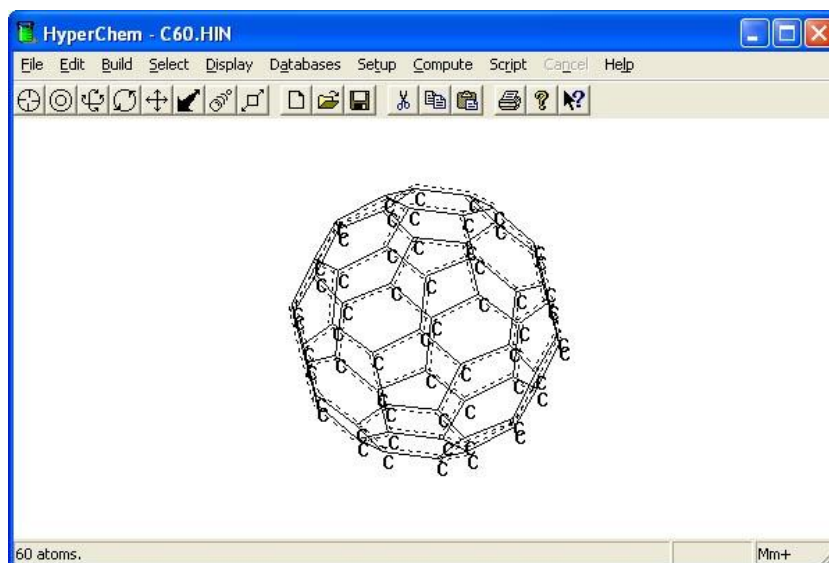 HyperChem - C60.HIN
File Edit Build Select Display Databases Setup Compute Script Cancel Help
C C C C C C C C C C C C C C C C C C C C C C C C C C C C C C C C C C C C C C C C C C C C C C C C
60 atoms. Mm+